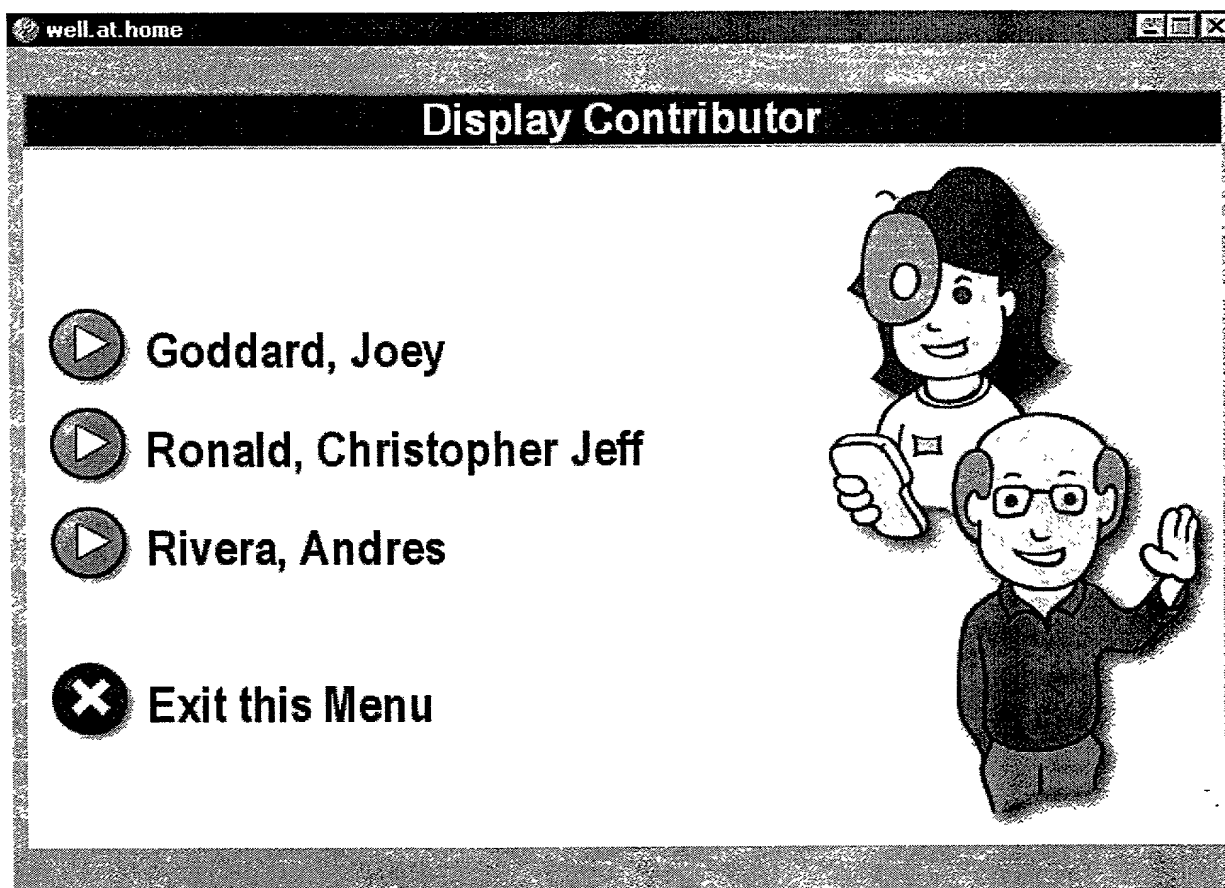 well.at.home
Display Contributor
Goddard, Joey
Ronald, Christopher Jeff
Rivera, Andres
Exit this Menu